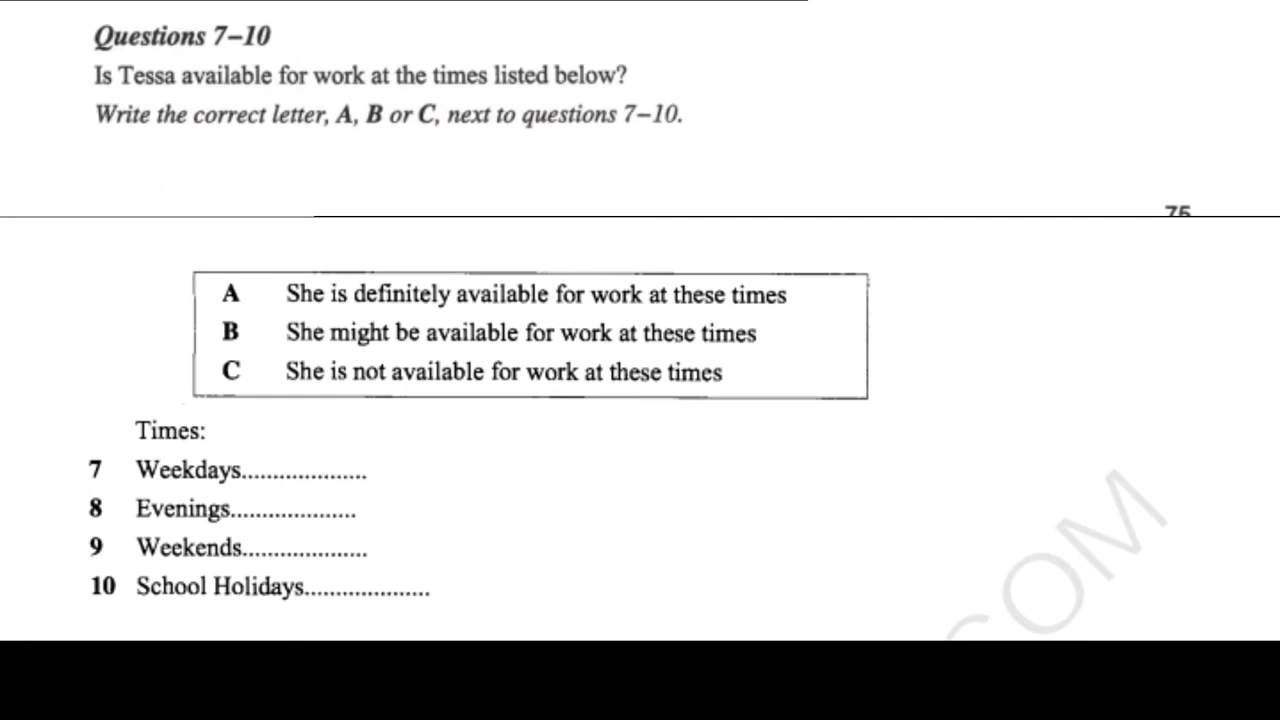 Questions 7–10
Is Tessa available for work at the times listed below?
Write the correct letter, A, B or C, next to questions 7–10.
75
A She is definitely available for work at these times
B She might be available for work at these times
C She is not available for work at these times
Times:
7 Weekdays....................
8 Evenings....................
9 Weekends....................
10 School Holidays....................
COM